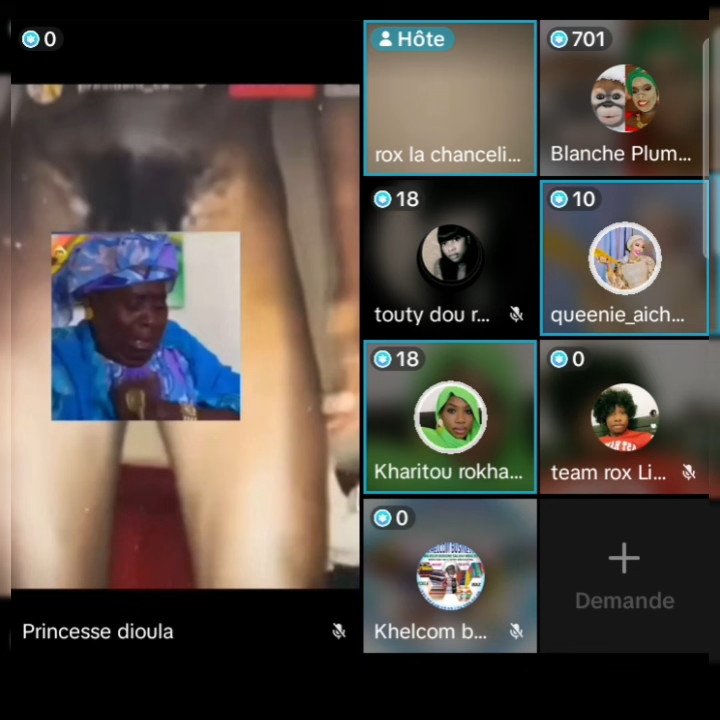 0
Hôte
rox la chanceli...
701
Blanche Plum...
18
touty dou r...
10
queenie_aich...
18
Kharitou rokha...
0
team rox Li...
0
Khelcom b...
Demande
Princesse dioula